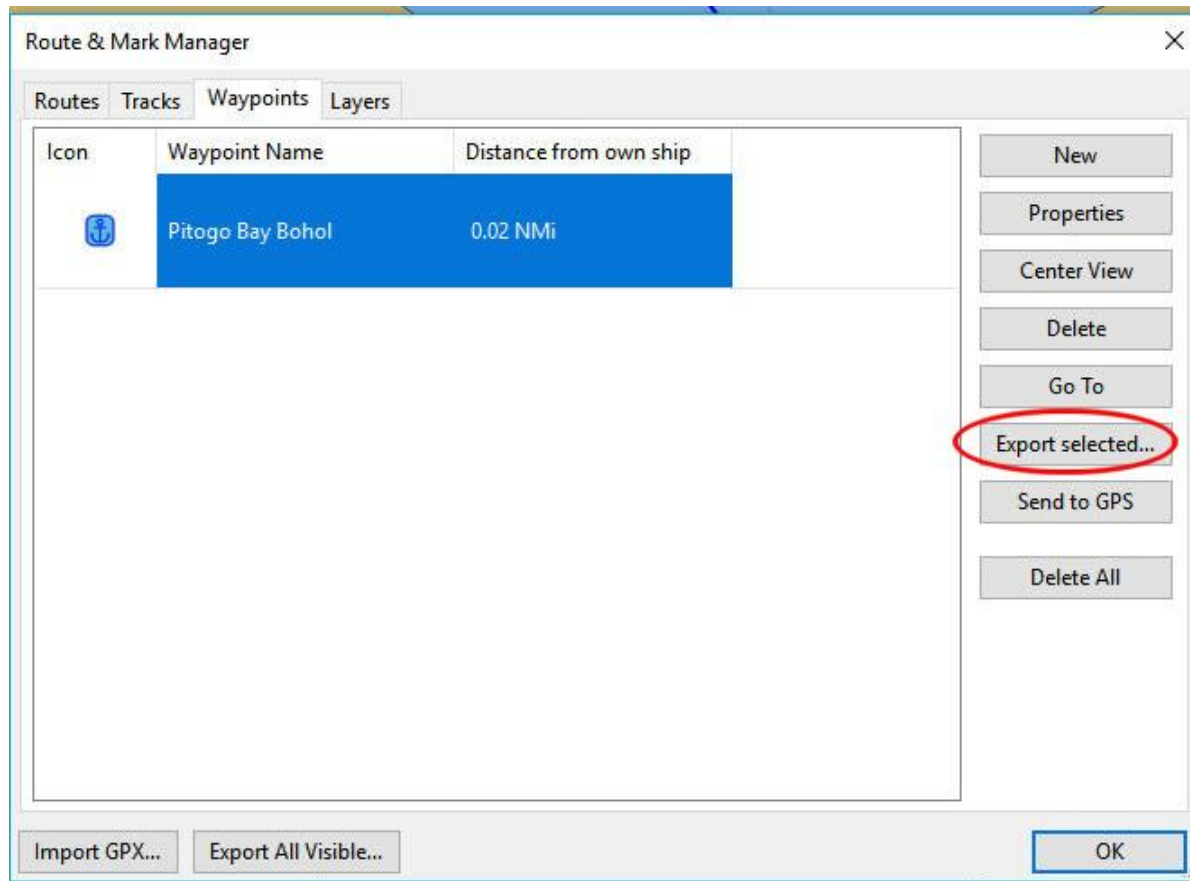 Route & Mark Manager
Routes Tracks Waypoints Layers
Icon Waypoint Name Distance from own ship
Pitogo Bay Bohol 0.02 NMi
New
Properties
Center View
Delete
Go To
Export selected...
Send to GPS
Delete All
Import GPX... Export All Visible... OK